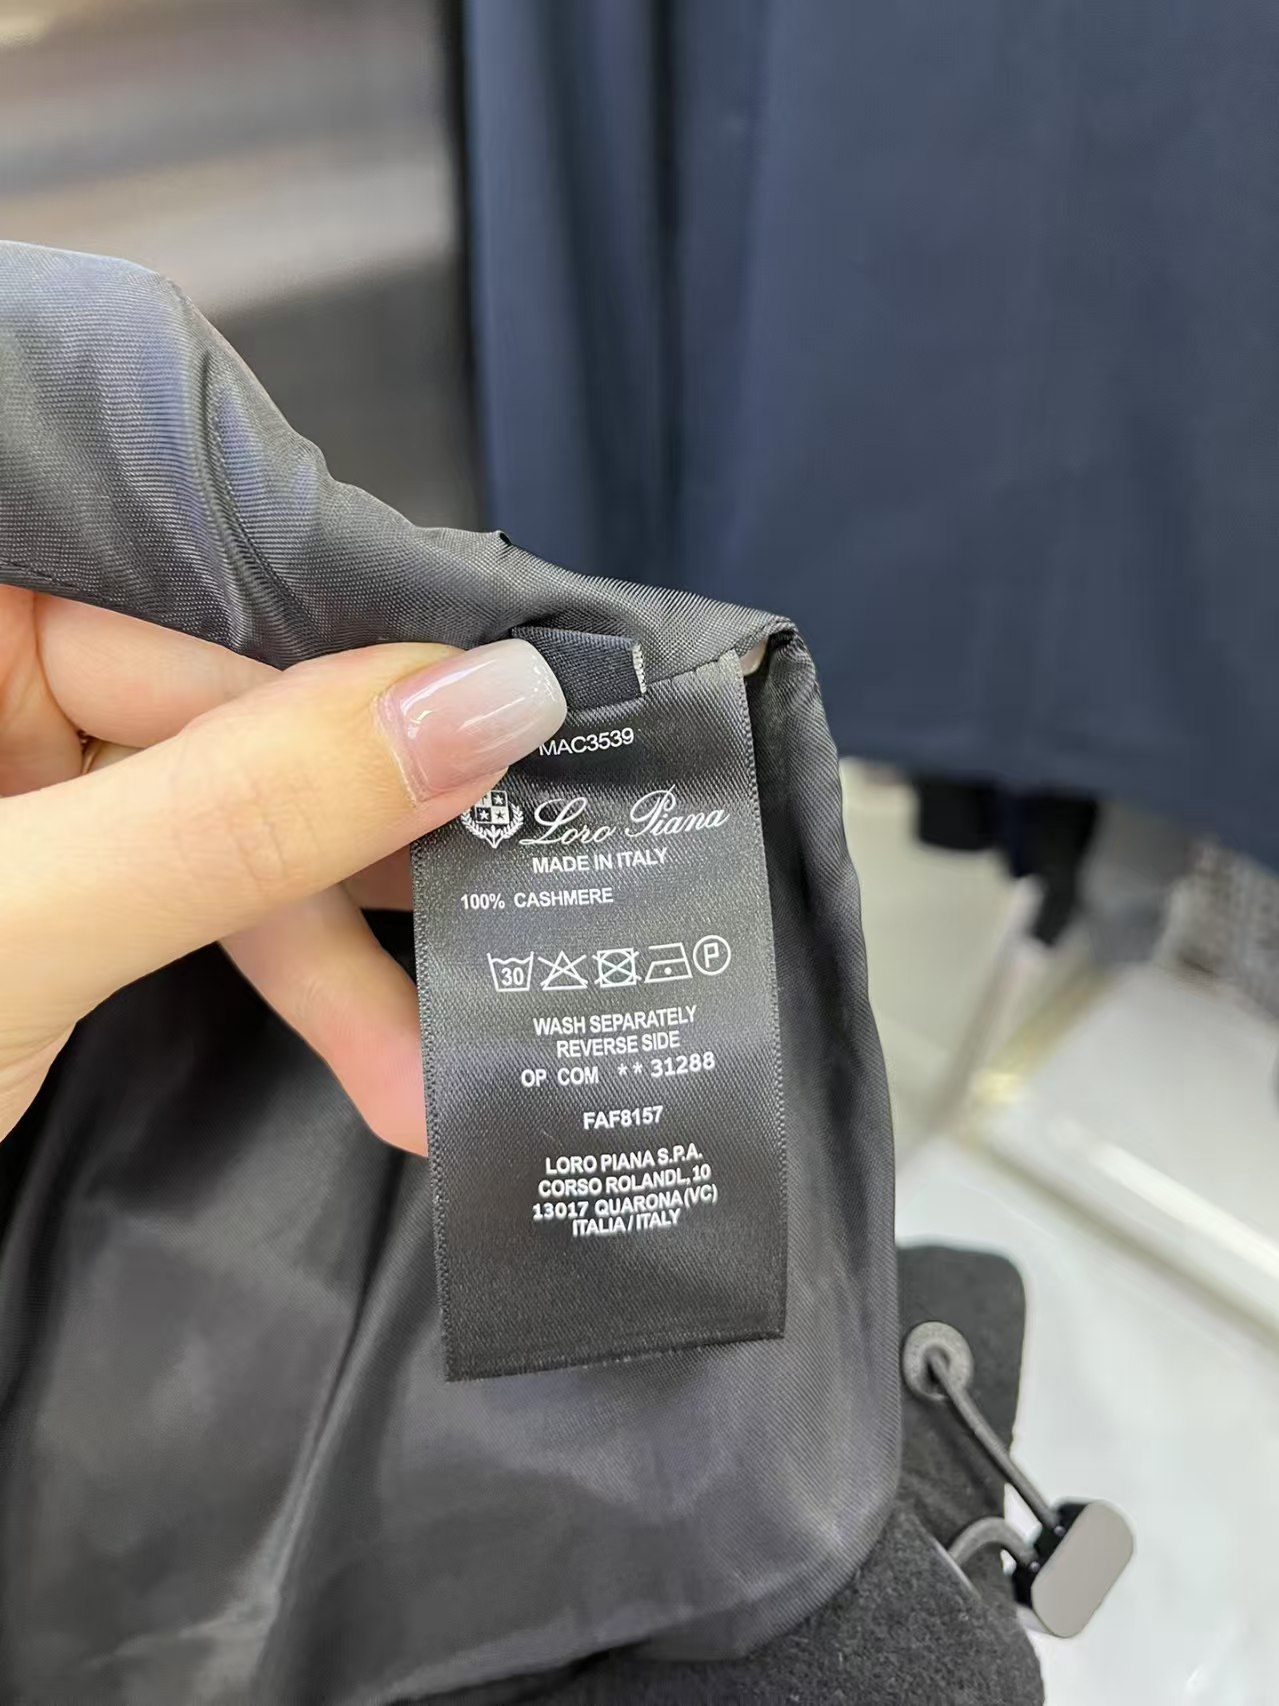 MAC3539
Loro Piana
MADE IN ITALY
100% CASHMERE
30 P
WASH SEPARATELY
REVERSE SIDE
OP COM ** 31288
FAF8157
LORO PIANA S.P.A.
CORSO ROLANDL, 10
13017 QUARONA (VC)
ITALIA / ITALY